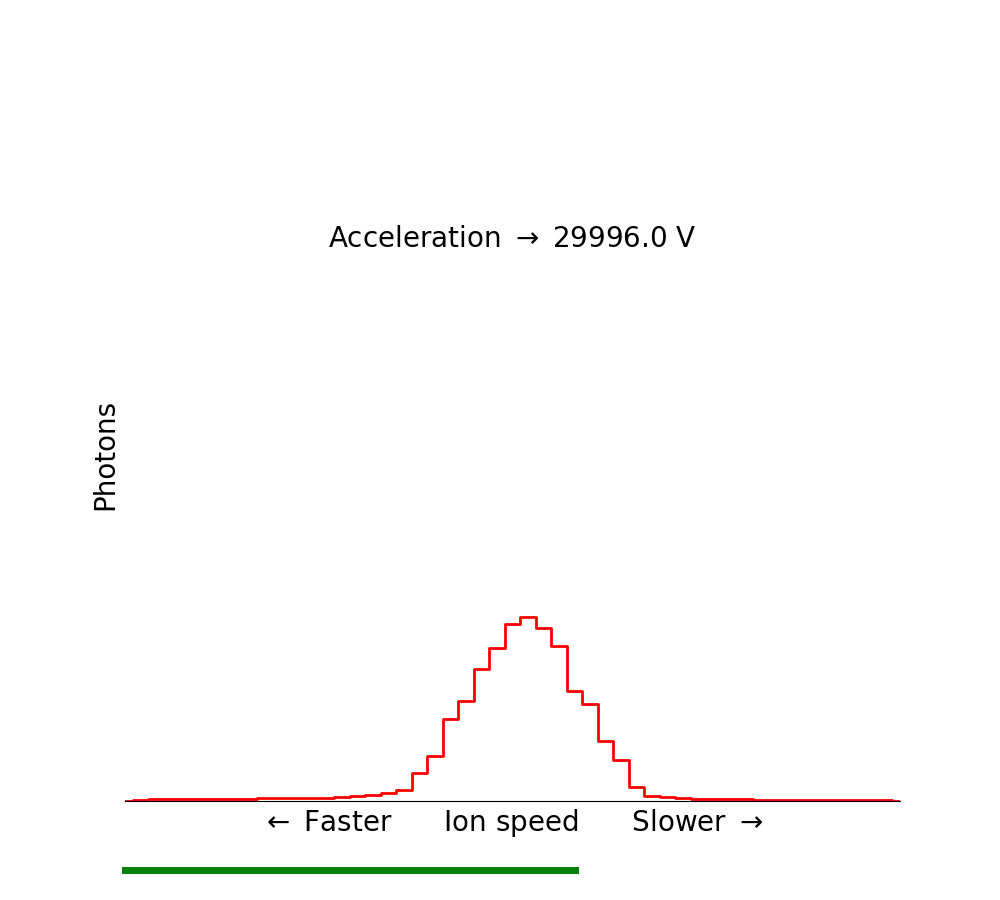 Acceleration → 29996.0 V
Photons
← Faster Ion speed Slower →